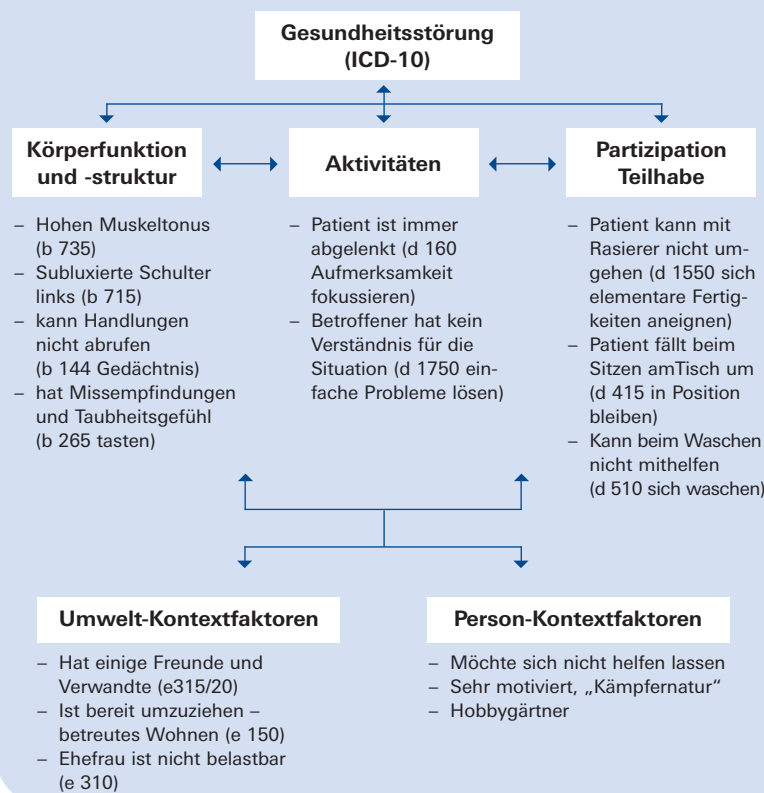 Gesundheitsstörung
(ICD-10)
Körperfunktion
und -struktur
– Hohen Muskeltonus
(b 735)
– Subluxierte Schulter
links (b 715)
– kann Handlungen
nicht abrufen
(b 144 Gedächtnis)
– hat Missempfindungen
und Taubheitsgefühl
(b 265 tasten)
Aktivitäten
– Patient ist immer
abgelenkt (d 160
Aufmerksamkeit
fokussieren)
– Betroffener hat kein
Verständnis für die
Situation (d 1750 ein-
fache Probleme lösen)
Partizipation
Teilhabe
– Patient kann mit
Rasierer nicht um-
gehen (d 1550 sich
elementare Fertig-
keiten aneignen)
– Patient fällt beim
Sitzen amTisch um
(d 415 in Position
bleiben)
– Kann beim Waschen
nicht mithelfen
(d 510 sich waschen)
Umwelt-Kontextfaktoren
– Hat einige Freunde und
Verwandte (e315/20)
– Ist bereit umzuziehen –
betreutes Wohnen (e 150)
– Ehefrau ist nicht belastbar
(e 310)
Person-Kontextfaktoren
– Möchte sich nicht helfen lassen
– Sehr motiviert, „Kämpfernatur“
– Hobbygärtner